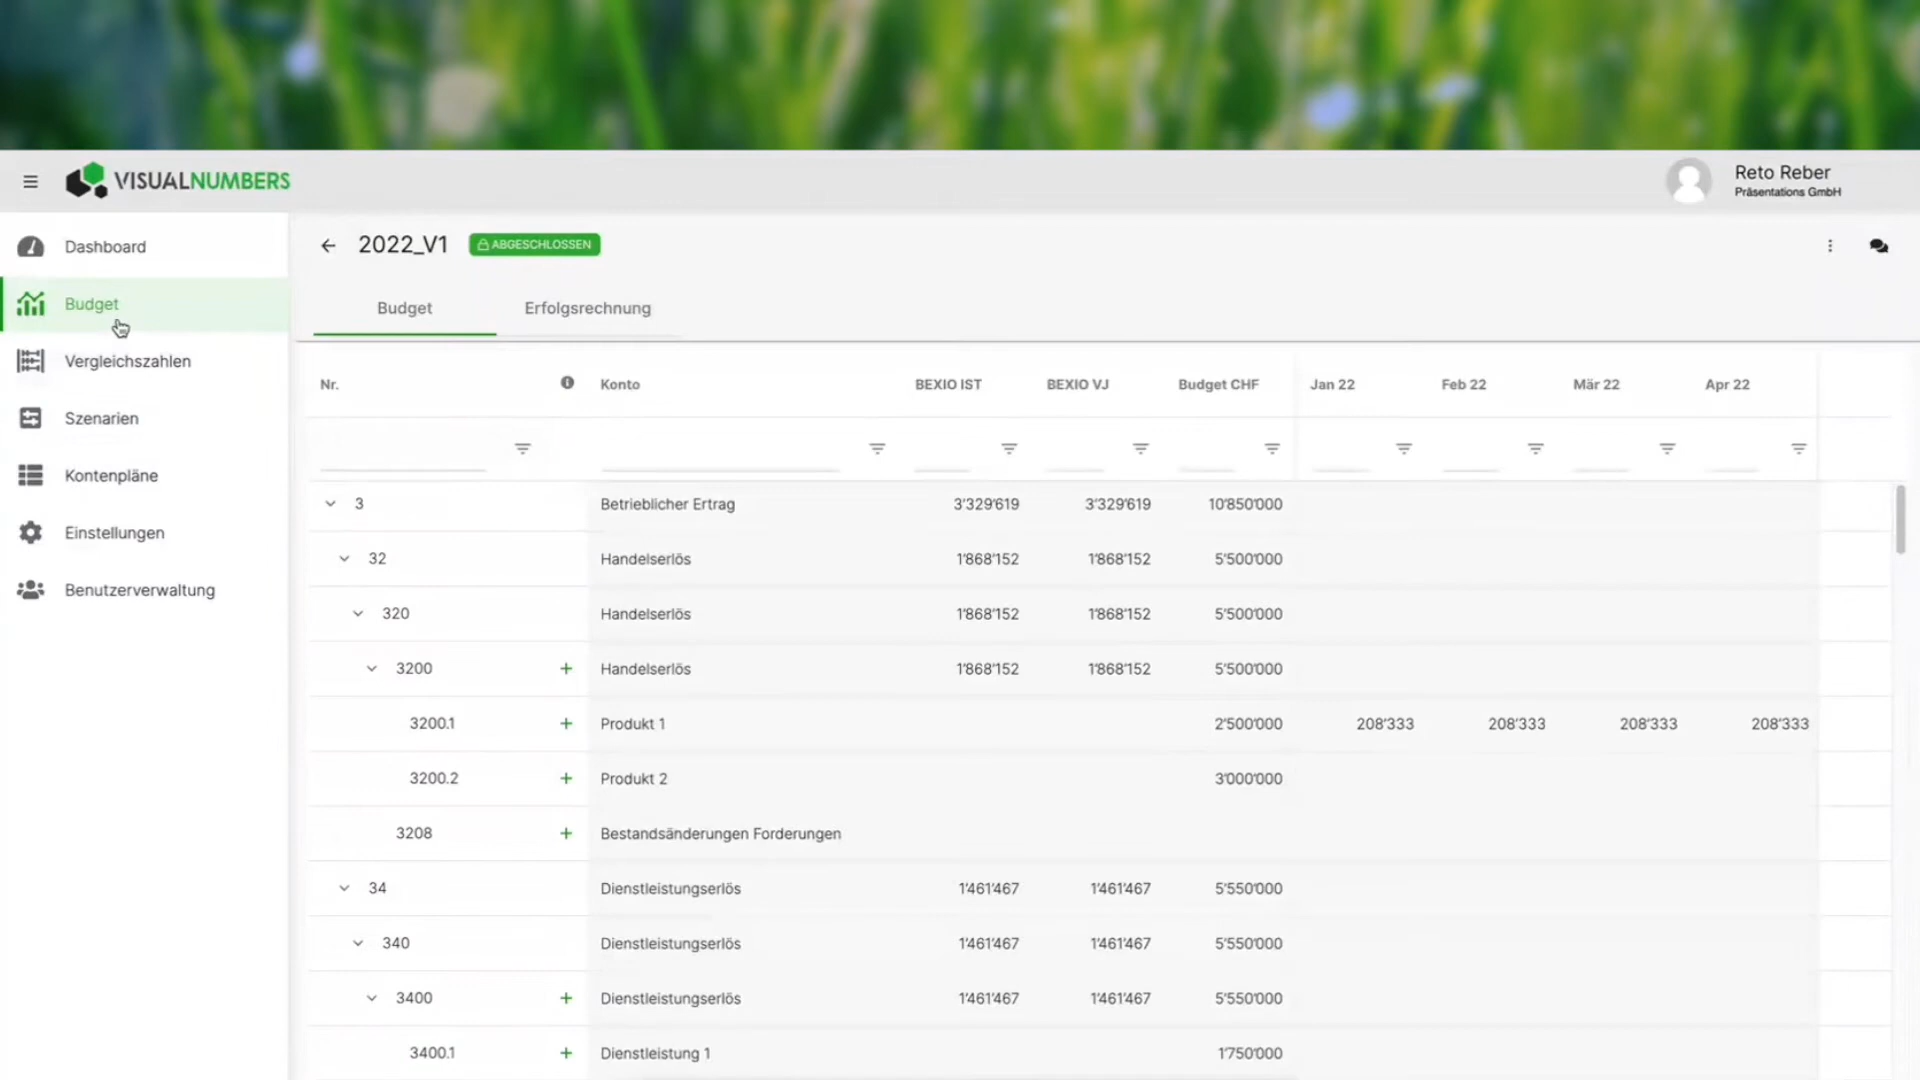 VISUALNUMBERS
Reto Reber
Präsentations GmbH
Dashboard
Budget
Vergleichszahlen
Szenarien
Kontenpläne
Einstellungen
Benutzerverwaltung
2022_V1 ABGESCHLOSSEN
Budget Erfolgsrechnung
Nr. Konto BEXIO IST BEXIO VJ Budget CHF Jan 22 Feb 22 Mär 22 Apr 22
3 Betrieblicher Ertrag 3'329'619 3'329'619 10'850'000
32 Handelserlös 1'868'152 1'868'152 5'500'000
320 Handelserlös 1'868'152 1'868'152 5'500'000
3200 + Handelserlös 1'868'152 1'868'152 5'500'000
3200.1 + Produkt 1 2'500'000 208'333 208'333 208'333 208'333
3200.2 + Produkt 2 3'000'000
3208 + Bestandsänderungen Forderungen
34 Dienstleistungserlös 1'461'467 1'461'467 5'550'000
340 Dienstleistungserlös 1'461'467 1'461'467 5'550'000
3400 + Dienstleistungserlös 1'461'467 1'461'467 5'550'000
3400.1 + Dienstleistung 1 1'750'000